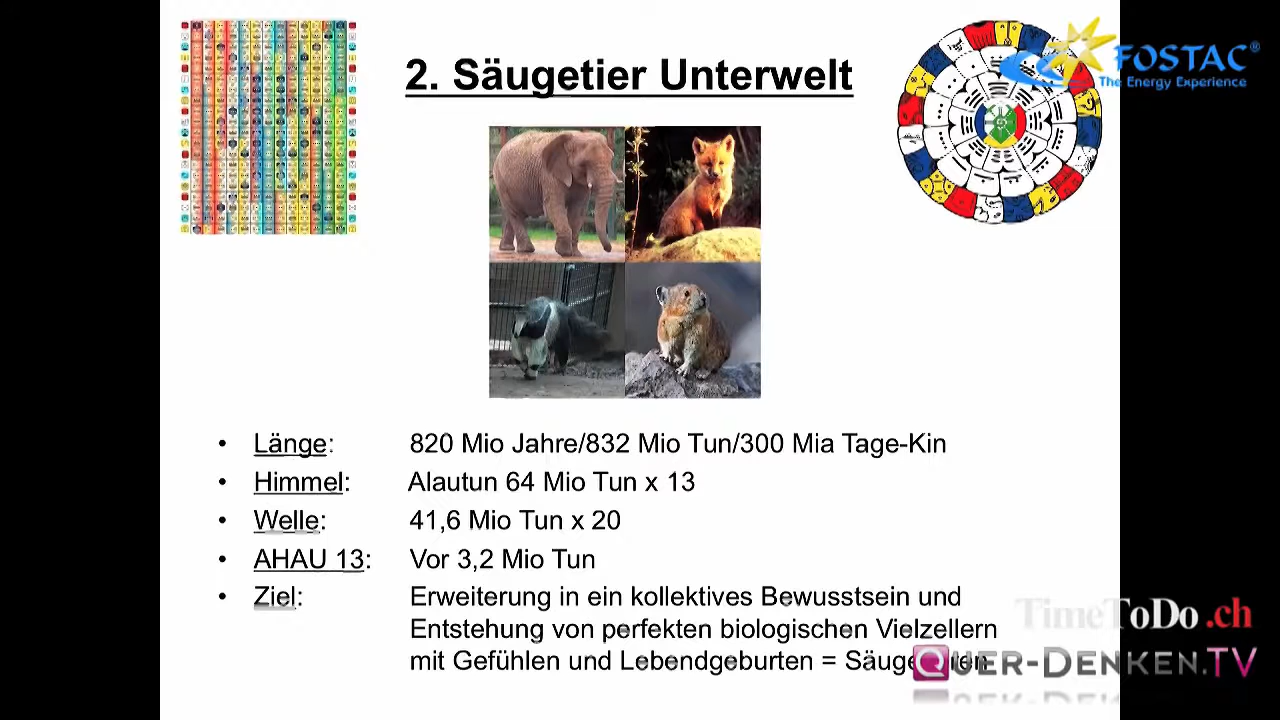 2. Säugetier Unterwelt
FOSTAC®
The Energy Experience
• Länge: 820 Mio Jahre/832 Mio Tun/300 Mia Tage-Kin
• Himmel: Alautun 64 Mio Tun x 13
• Welle: 41,6 Mio Tun x 20
• AHAU 13: Vor 3,2 Mio Tun
• Ziel: Erweiterung in ein kollektives Bewusstsein und
Entstehung von perfekten biologischen Vielzellern
mit Gefühlen und Lebendgeburten =
TimeToDo.ch
QUER-DENKEN.TV